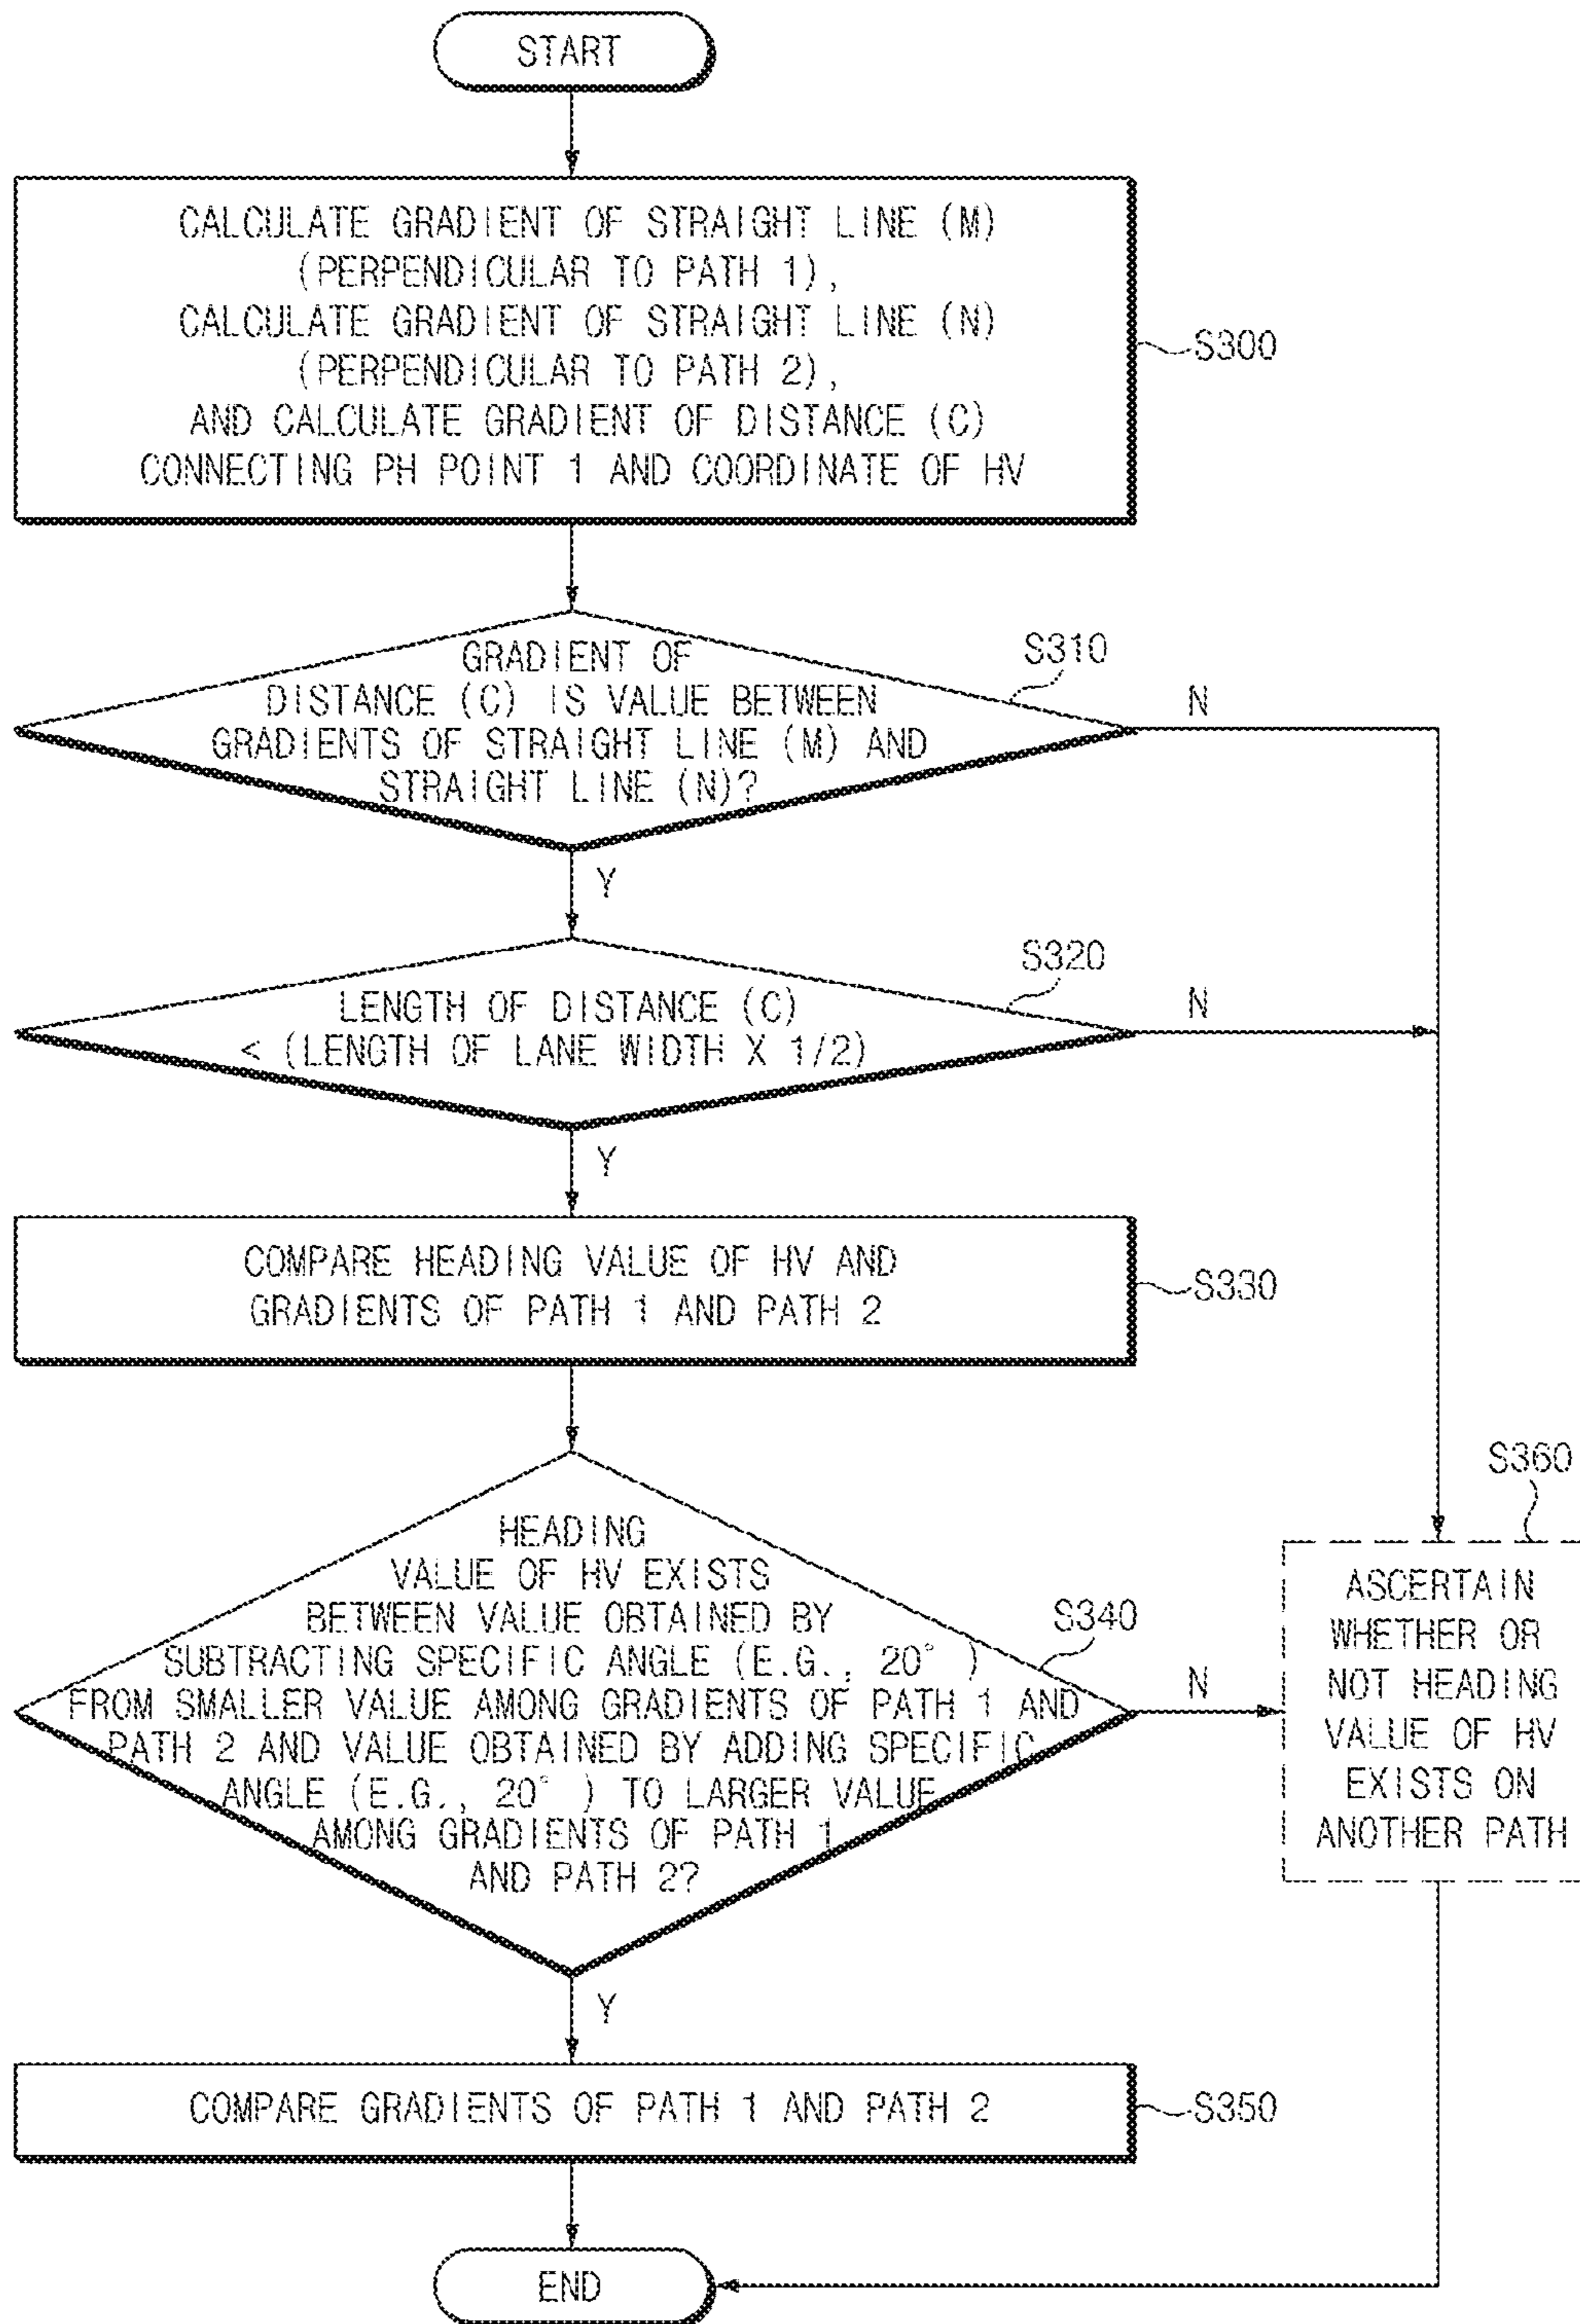 START
CALCULATE GRADIENT OF STRAIGHT LINE (M)
(PERPENDICULAR TO PATH 1),
CALCULATE GRADIENT OF STRAIGHT LINE (N)
(PERPENDICULAR TO PATH 2),
AND CALCULATE GRADIENT OF DISTANCE (C)
CONNECTING PH POINT 1 AND COORDINATE OF HV
S300
GRADIENT OF
DISTANCE (C) IS VALUE BETWEEN
GRADIENTS OF STRAIGHT LINE (M) AND
STRAIGHT LINE (N)?
S310
N
Y
LENGTH OF DISTANCE (C)
< (LENGTH OF LANE WIDTH X 1/2)
S320
N
Y
COMPARE HEADING VALUE OF HV AND
GRADIENTS OF PATH 1 AND PATH 2
S330
HEADING
VALUE OF HV EXISTS
BETWEEN VALUE OBTAINED BY
SUBTRACTING SPECIFIC ANGLE (E.G., 20° )
FROM SMALLER VALUE AMONG GRADIENTS OF PATH 1 AND
PATH 2 AND VALUE OBTAINED BY ADDING SPECIFIC
ANGLE (E.G., 20° ) TO LARGER VALUE
AMONG GRADIENTS OF PATH 1
AND PATH 2?
S340
N
Y
S360
ASCERTAIN
WHETHER OR
NOT HEADING
VALUE OF HV
EXISTS ON
ANOTHER PATH
COMPARE GRADIENTS OF PATH 1 AND PATH 2
S350
END